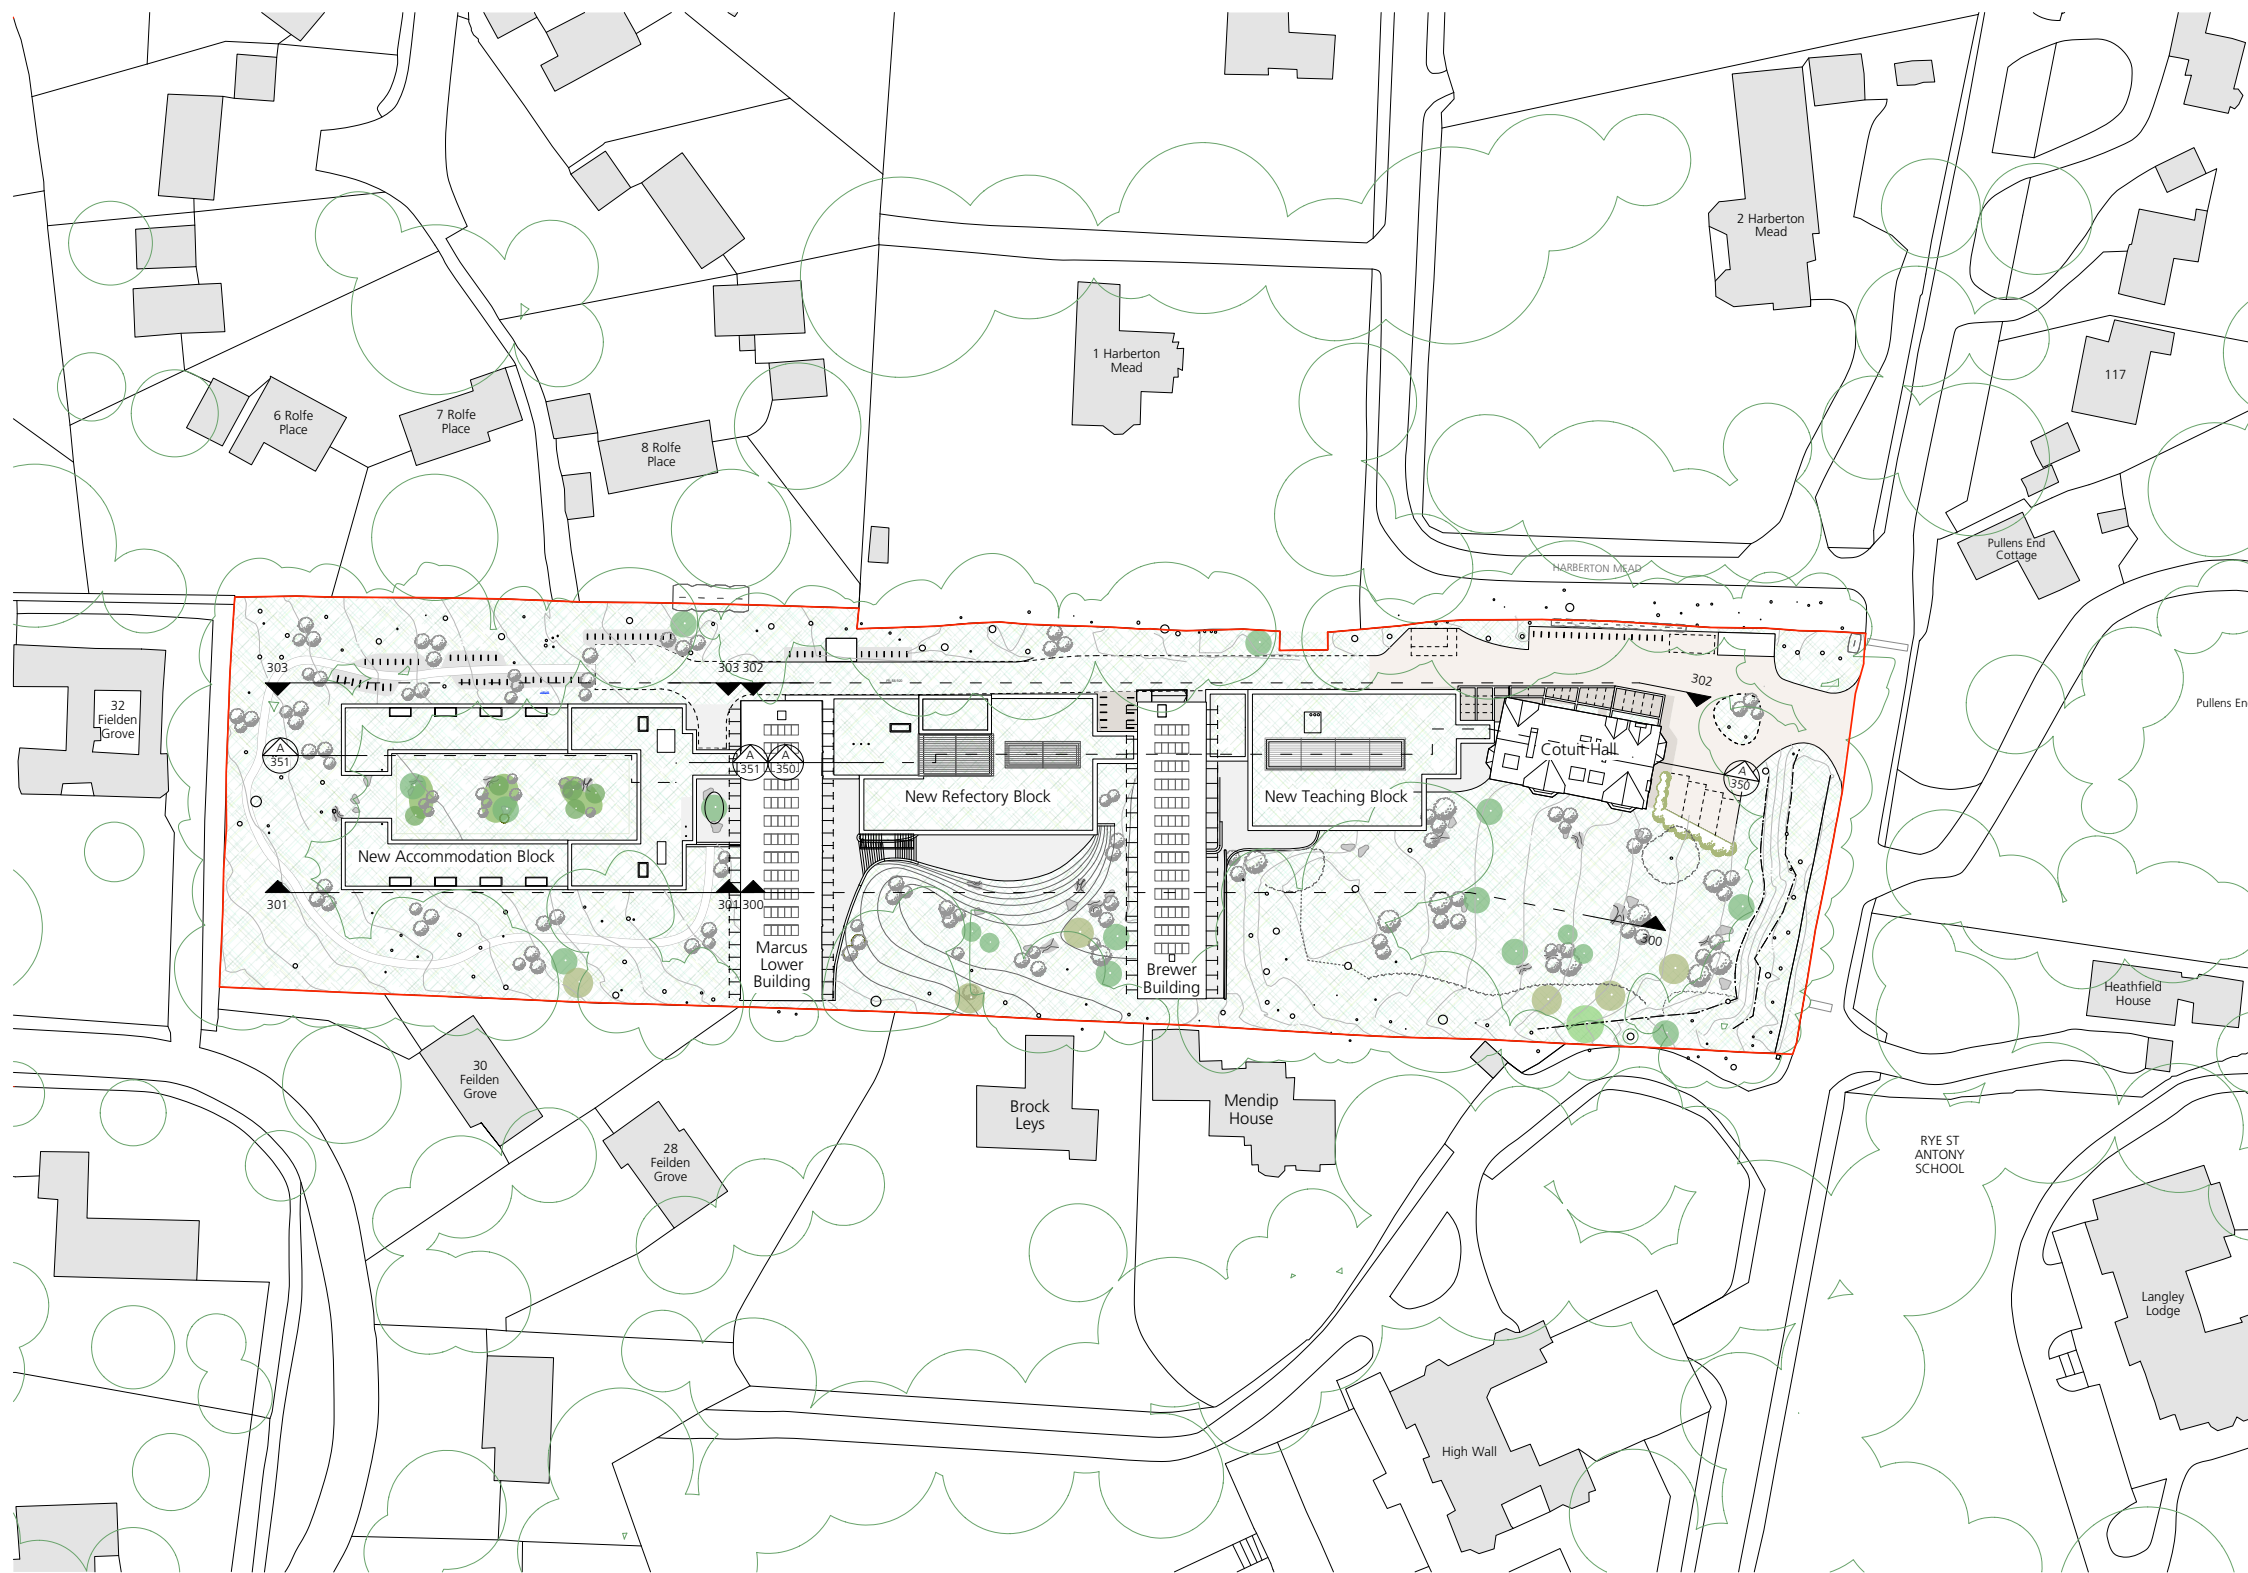 2 Harberton
Mead
1 Harberton
Mead
117
6 Rolfe
Place
7 Rolfe
Place
8 Rolfe
Place
Pullens End
Cottage
HARBERTON MEAD
303
303 302
302
32
Fielden
Grove
Pullens En
A
351
A
351
A
350
Cotuit Hall
A
350
New Refectory Block
New Teaching Block
New Accommodation Block
301
301 300
300
Marcus
Lower
Building
Brewer
Building
Heathfield
House
30
Feilden
Grove
Brock
Leys
Mendip
House
28
Feilden
Grove
RYE ST
ANTONY
SCHOOL
Langley
Lodge
High Wall